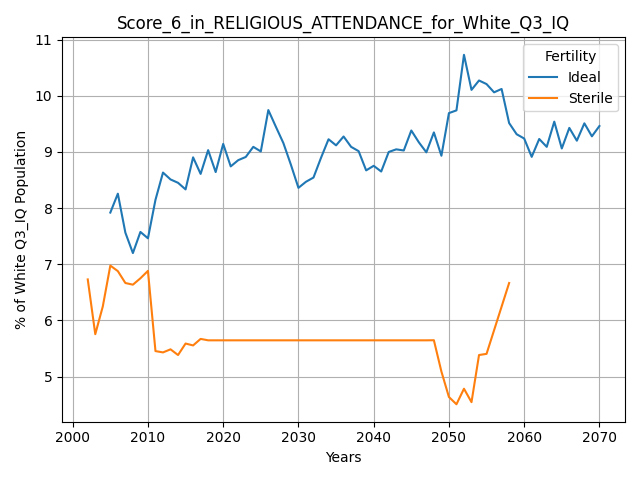 Score_6_in_RELIGIOUS_ATTENDANCE_for_White_Q3_IQ
% of White Q3_IQ Population
11
10
9
8
7
6
5
Fertility
Ideal
Sterile
2000 2010 2020 2030 2040 2050 2060 2070
Years